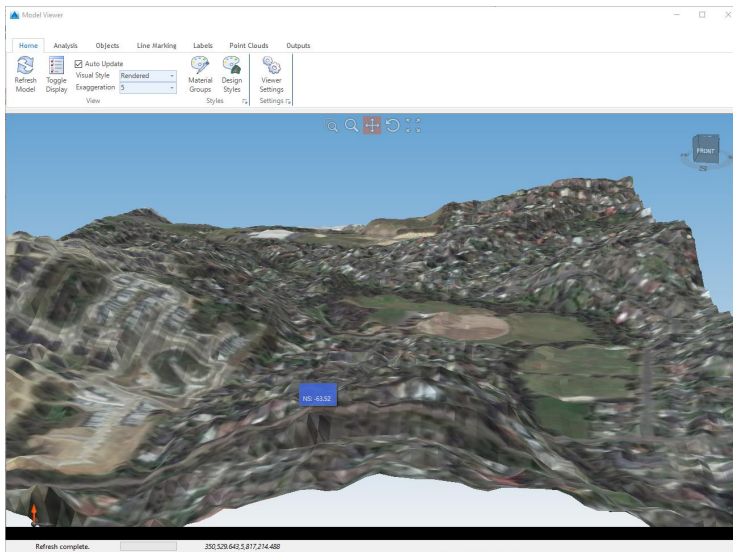 Model Viewer
Home Analysis Objects Line Marking Labels Point Clouds Outputs
Refresh Model
Toggle Display
Auto Update
Visual Style Rendered
Exaggeration 5
Material Groups
Design Styles
Viewer Settings
View Styles Settings
FRONT
NS: -63.52
Refresh complete. 350,529.643,5,817,214.488